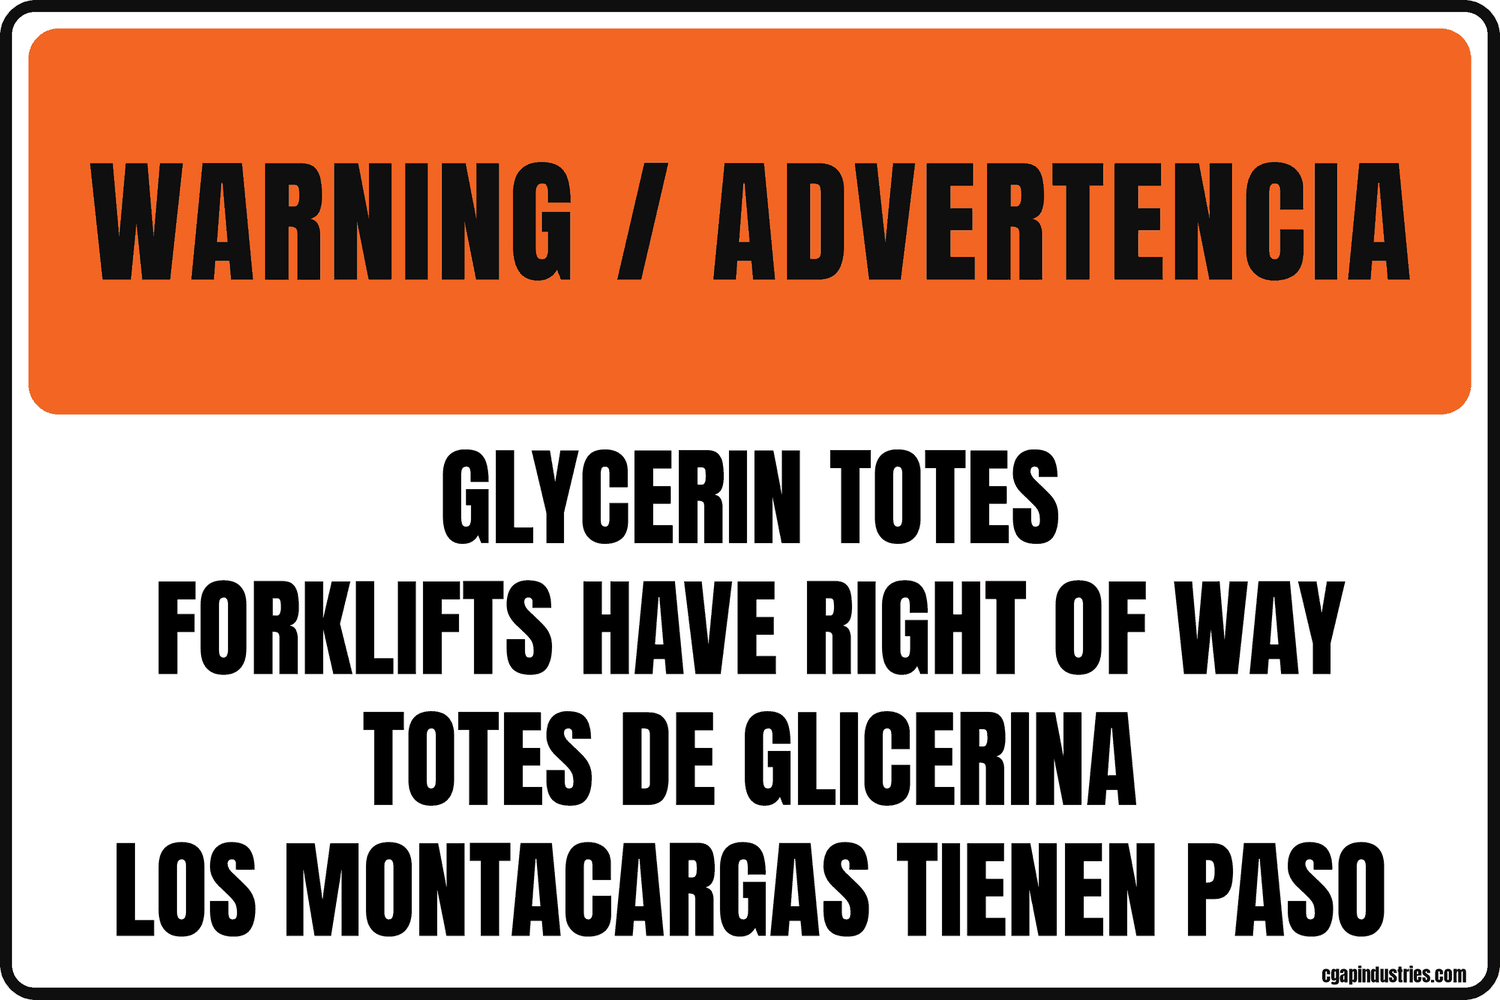 WARNING / ADVERTENCIA
GLYCERIN TOTES
FORKLIFTS HAVE RIGHT OF WAY
TOTES DE GLICERINA
LOS MONTACARGAS TIENEN PASO
cgapindustries.com